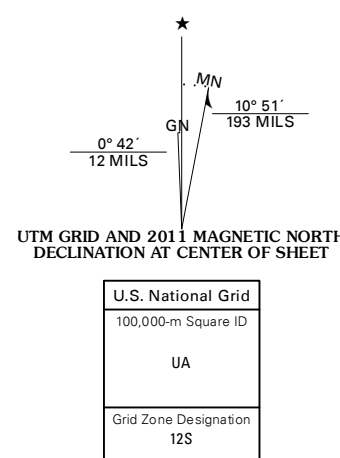 ★
MN
GN
10° 51´
193 MILS
0° 42´
12 MILS
UTM GRID AND 2011 MAGNETIC NORTH
DECLINATION AT CENTER OF SHEET
U.S. National Grid
100,000-m Square ID
UA
Grid Zone Designation
12S